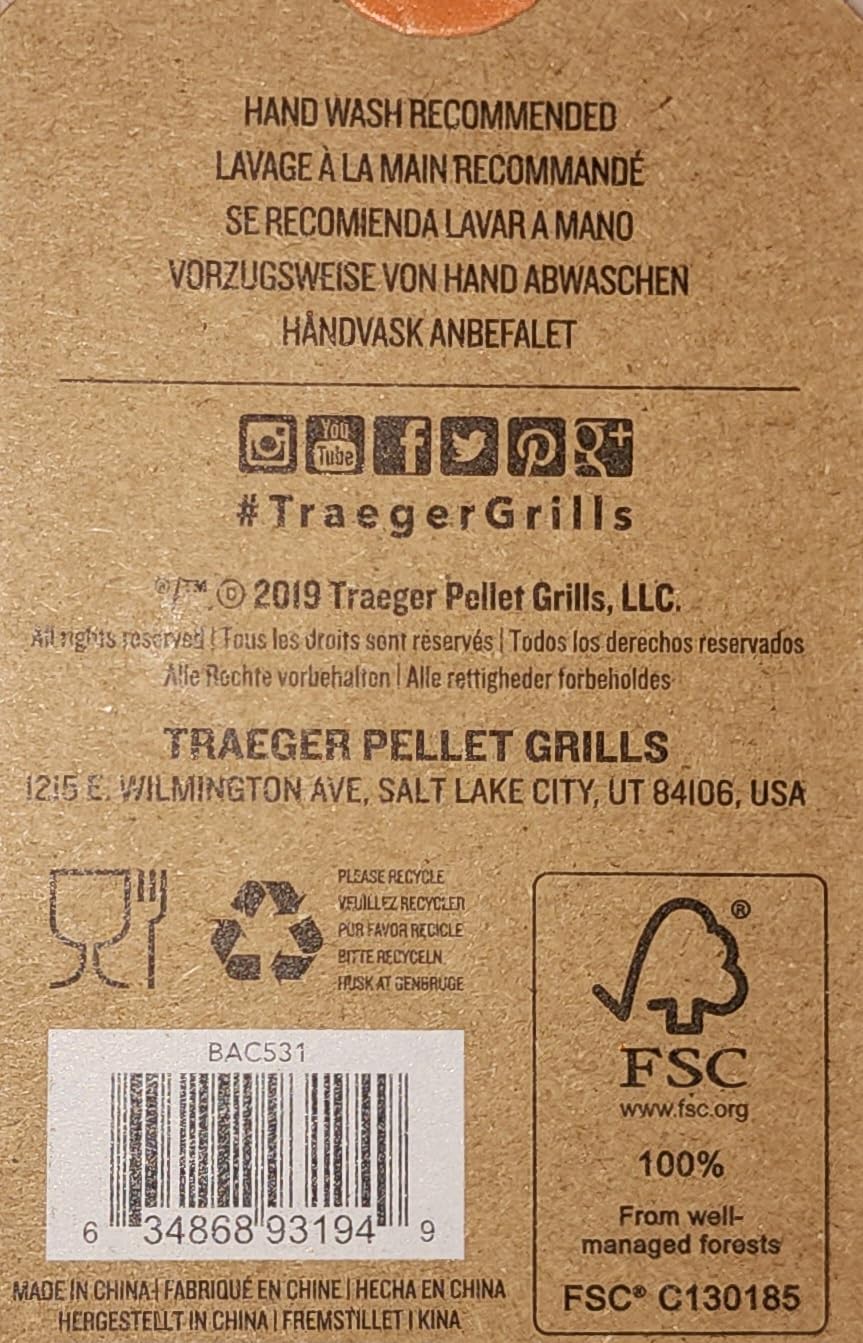 HAND WASH RECOMMENDED
LAVAGE À LA MAIN RECOMMANDÉ
SE RECOMIENDA LAVAR A MANO
VORZUGSWEISE VON HAND ABWASCHEN
HÅNDVASK ANBEFALET
You Tube f g+
#TraegerGrills
®/™, © 2019 Traeger Pellet Grills, LLC.
All rights reserved | Tous les droits sont réservés | Todos los derechos reservados
Alle Rechte vorbehalten | Alle rettigheder forbeholdes
TRAEGER PELLET GRILLS
1215 E. WILMINGTON AVE, SALT LAKE CITY, UT 84106, USA
PLEASE RECYCLE
VEUILLEZ RECYCLER
POR FAVOR RECICLE
BITTE RECYCELN
HUSK AT GENBRUGE
®
FSC
www.fsc.org
100%
From well-
managed forests
FSC® C130185
BAC531
6 34868 93194 9
MADE IN CHINA | FABRIQUÉ EN CHINE | HECHA EN CHINA
HERGESTELLT IN CHINA | FREMSTILLET I KINA